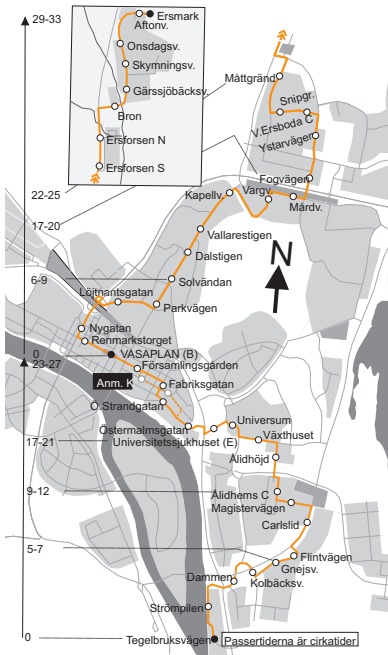 29-33
Ersmark
Aftonv.
Onsdagsv.
Skymningsv.
Gärssjöbäcksv.
Bron
Ersforsen N
Ersforsen S
Måttgränd
Snipgr.
V.Ersboda C
Ystarvägen
Fogvägen
Vargv.
Mårdv.
22-25
Kapellv.
17-20
Vallarestigen
Dalstigen
N
6-9
Solvändan
Löjtnantsgatan
Parkvägen
Nygatan
Renmarkstorget
0
VASAPLAN (B)
23-27
Församlingsgården
Anm. K
Fabriksgatan
Ö.Strandgatan
Östermalmsgatan
Universum
17-21
Universitetssjukhuset (E)
Växthuset
Ålidhöjd
9-12
Ålidhems C
Magistervägen
Carlslid
5-7
Flintvägen
Gnejsv.
Dammen
Kolbäcksv.
Strömpilen
0
Tegelbruksvägen
Passertiderna är cirkatider